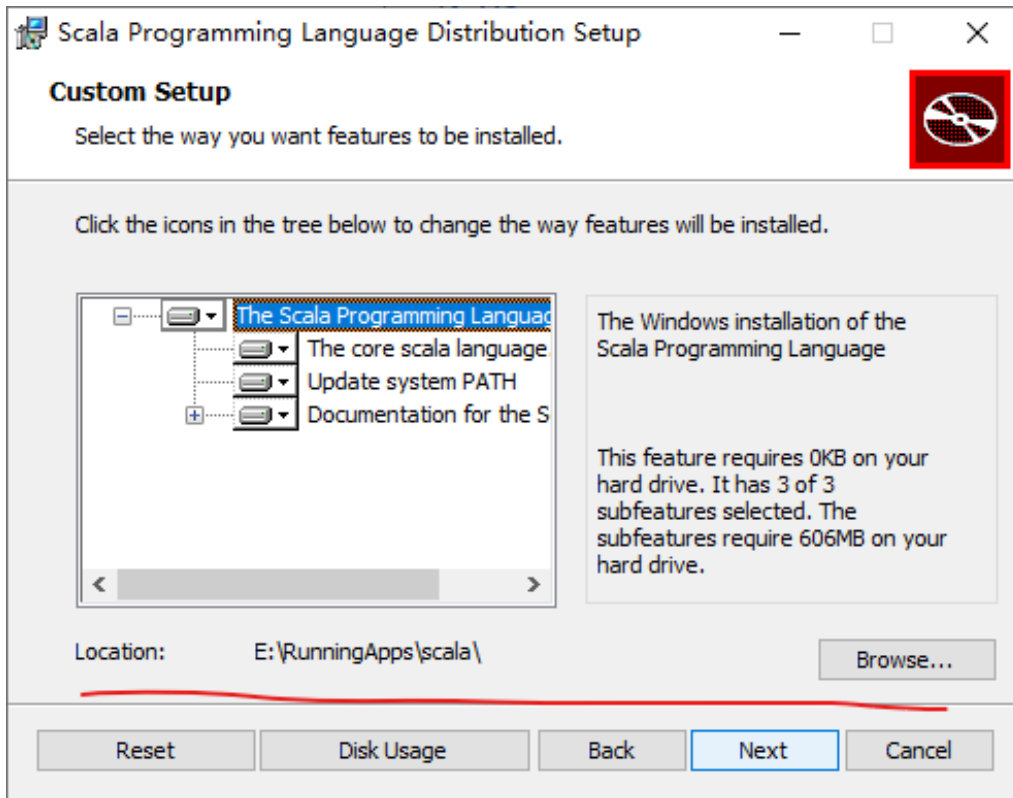 Scala Programming Language Distribution Setup
Custom Setup
Select the way you want features to be installed.
Click the icons in the tree below to change the way features will be installed.
The Scala Programming Languag
The core scala language.
Update system PATH
Documentation for the S
The Windows installation of the
Scala Programming Language
This feature requires 0KB on your
hard drive. It has 3 of 3
subfeatures selected. The
subfeatures require 606MB on your
hard drive.
Location: E:\RunningApps\scala\
Browse...
Reset Disk Usage Back Next Cancel